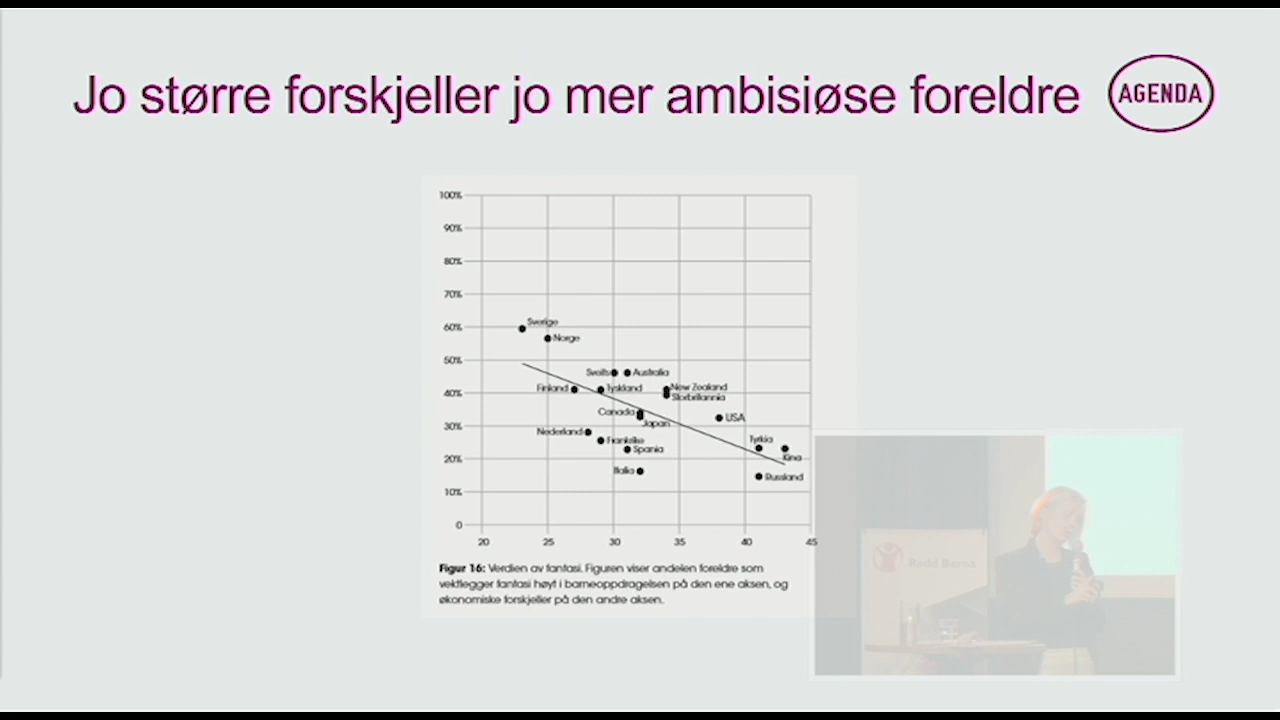 Jo større forskjeller jo mer ambisiøse foreldre
AGENDA
100%
90%
80%
70%
60%
50%
40%
30%
20%
10%
0
Sverige
Norge
Sveits
Australia
Finland
Tyskland
New Zealand
Storbritannia
Canada
Japan
USA
Nederland
Frankrike
Spania
Tyrkia
Kina
Italia
Russland
20 25 30 35 40 45
Figur 16: Verdien av fantasi. Figuren viser andelen foreldre som
vektlegger fantasi høyt i barneoppdragelsen på den ene aksen, og
økonomiske forskjeller på den andre aksen.
Redd Barna